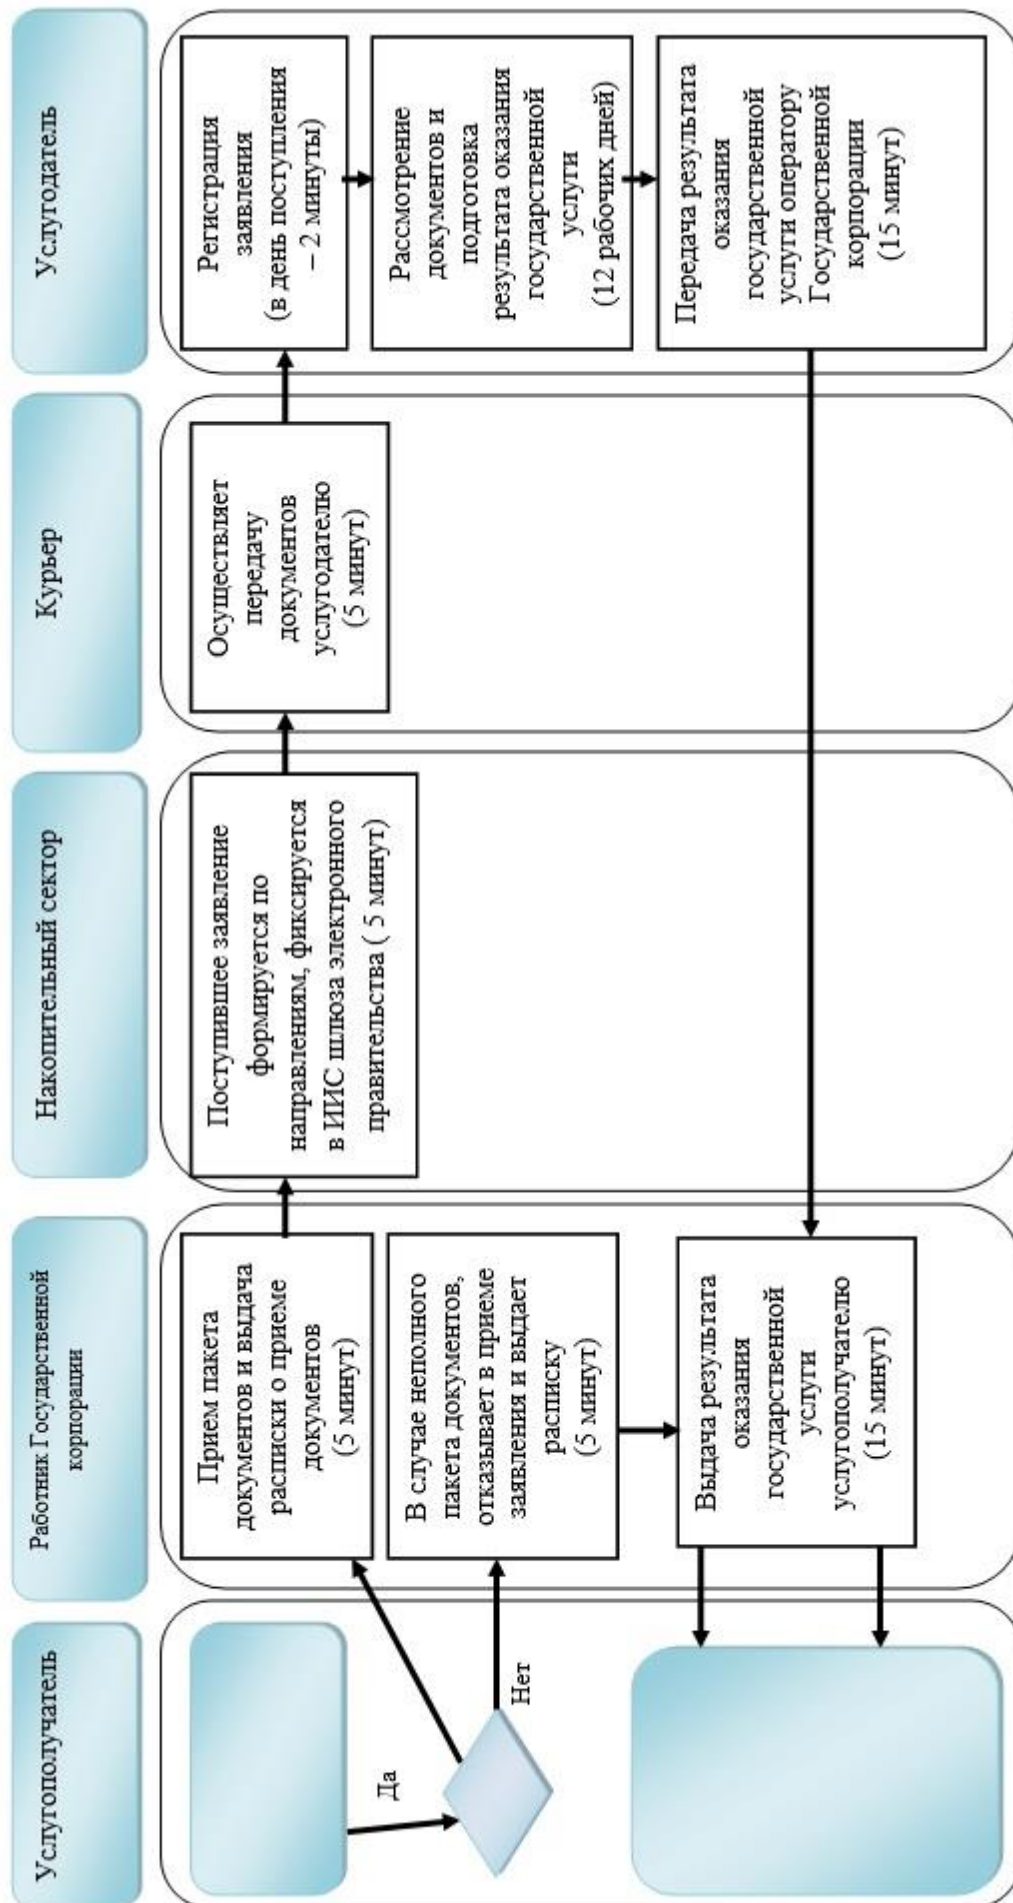 Услугополучатель
Работник Государственной
корпорации
Накопительный сектор
Курьер
Услугодатель
Да
Нет
Прием пакета
документов и выдача
расписки о приеме
документов
(5 минут)
В случае неполного
пакета документов,
отказывает в приеме
заявления и выдает
расписку
(5 минут)
Выдача результата
оказания
государственной
услуги
услугополучателю
(15 минут)
Поступившее заявление
формируется по
направлениям, фиксируется
в ИИС шлюза электронного
правительства ( 5 минут)
Осуществляет
передачу
документов
услугодателю
(5 минут)
Регистрация
заявления
(в день поступления
– 2 минуты)
Рассмотрение
документов и
подготовка
результата оказания
государственной
услуги
(12 рабочих дней)
Передача результата
оказания
государственной
услуги оператору
Государственной
корпорации
(15 минут)